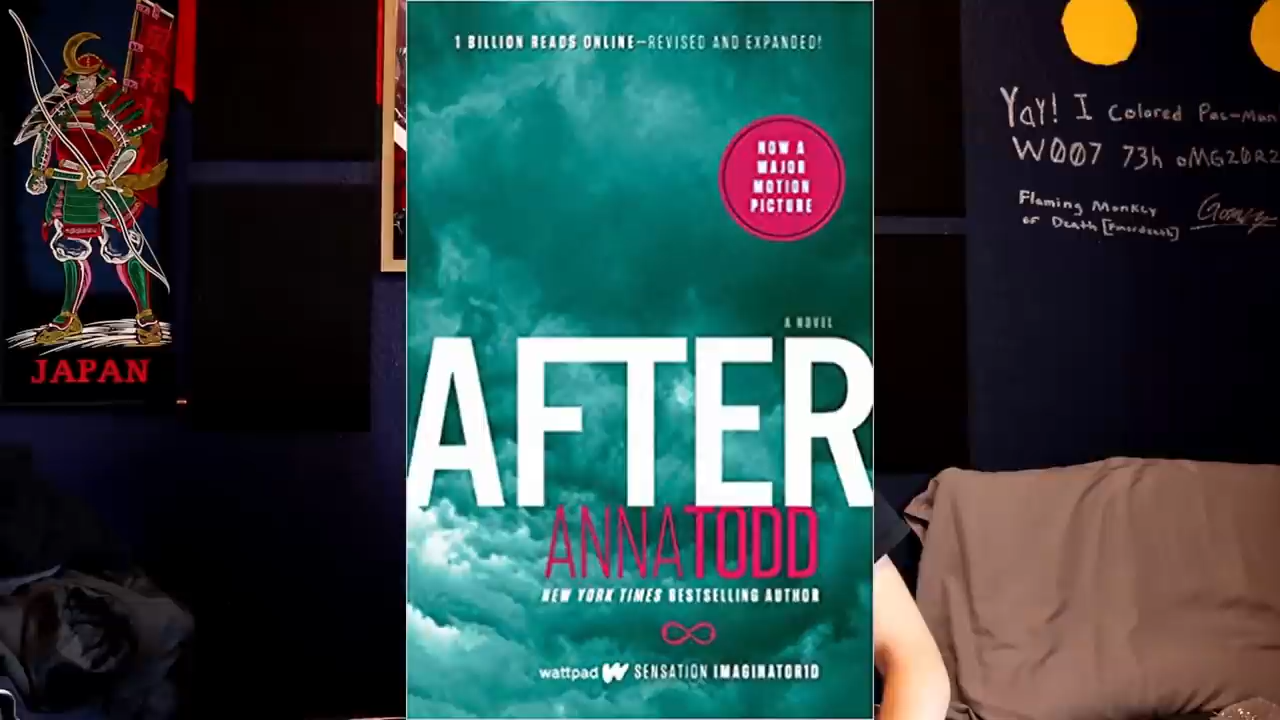 JAPAN
1 BILLION READS ONLINE—REVISED AND EXPANDED!
NOW A
MAJOR
MOTION
PICTURE
A NOVEL
AFTER
ANNA TODD
NEW YORK TIMES BESTSELLING AUTHOR
wattpad W SENSATION IMAGINATOR1D
YAY! I Colored Pac-Man
W007 73h
Flaming Monkey
of Death